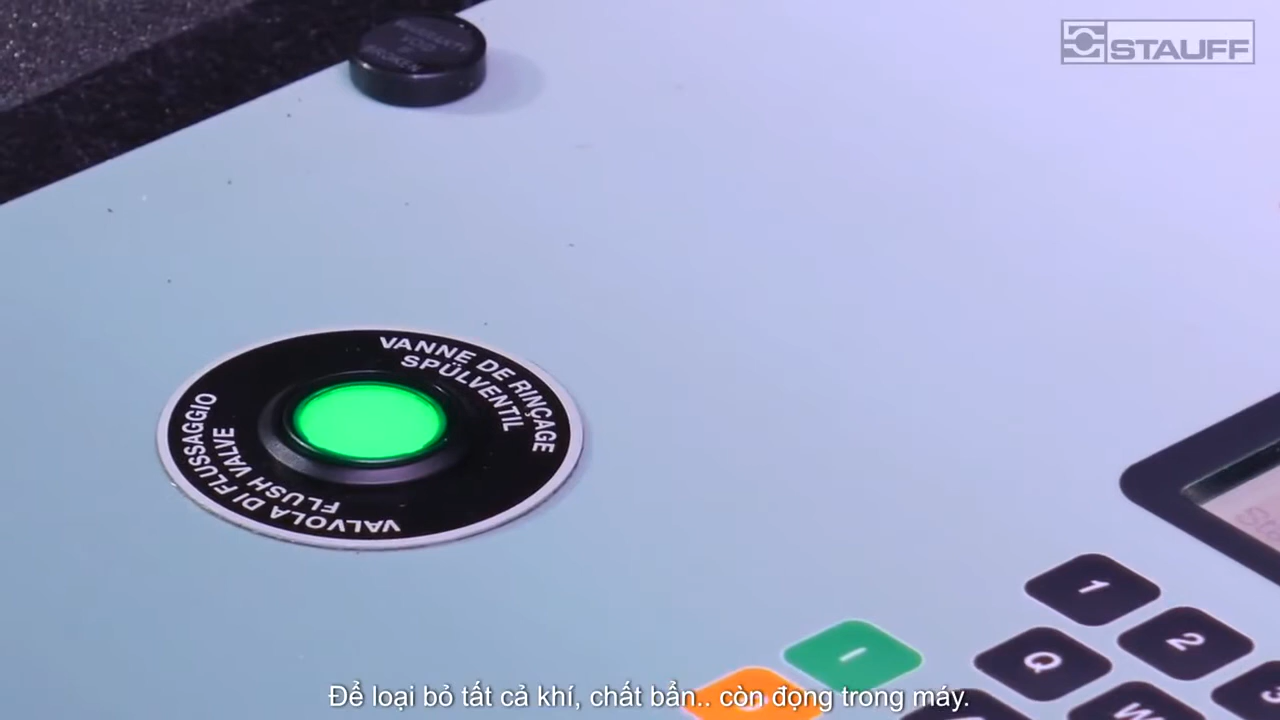 STAUFF
VANNE DE RINÇAGE
SPÜLVENTIL
VALVOLA DI FLUSSAGGIO
FLUSH VALVE
1
2
Q
3
W
Để loại bỏ tất cả khí, chất bẩn.. còn đọng trong máy.